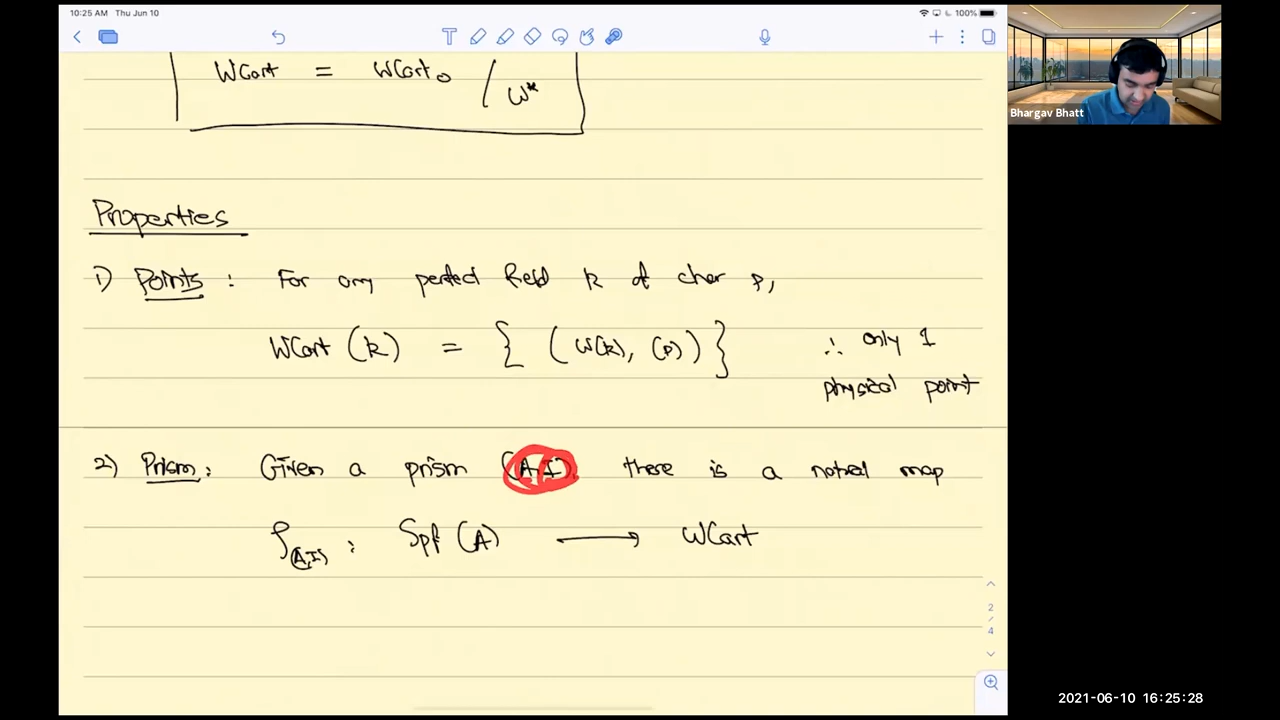 10:25 AM Thu Jun 10
100%
WCart = WCart₀ / W*
Bhargav Bhatt
Properties
1) Points : For any perfect field k of char p,
WCart (k) = { (W(k), (p)) } ∴ only 1
physical point
2) Prism : Given a prism (A, I), there is a natural map
ρ(A,I) : Spf (A) → WCart
2
/
4
2021-06-10 16:25:28